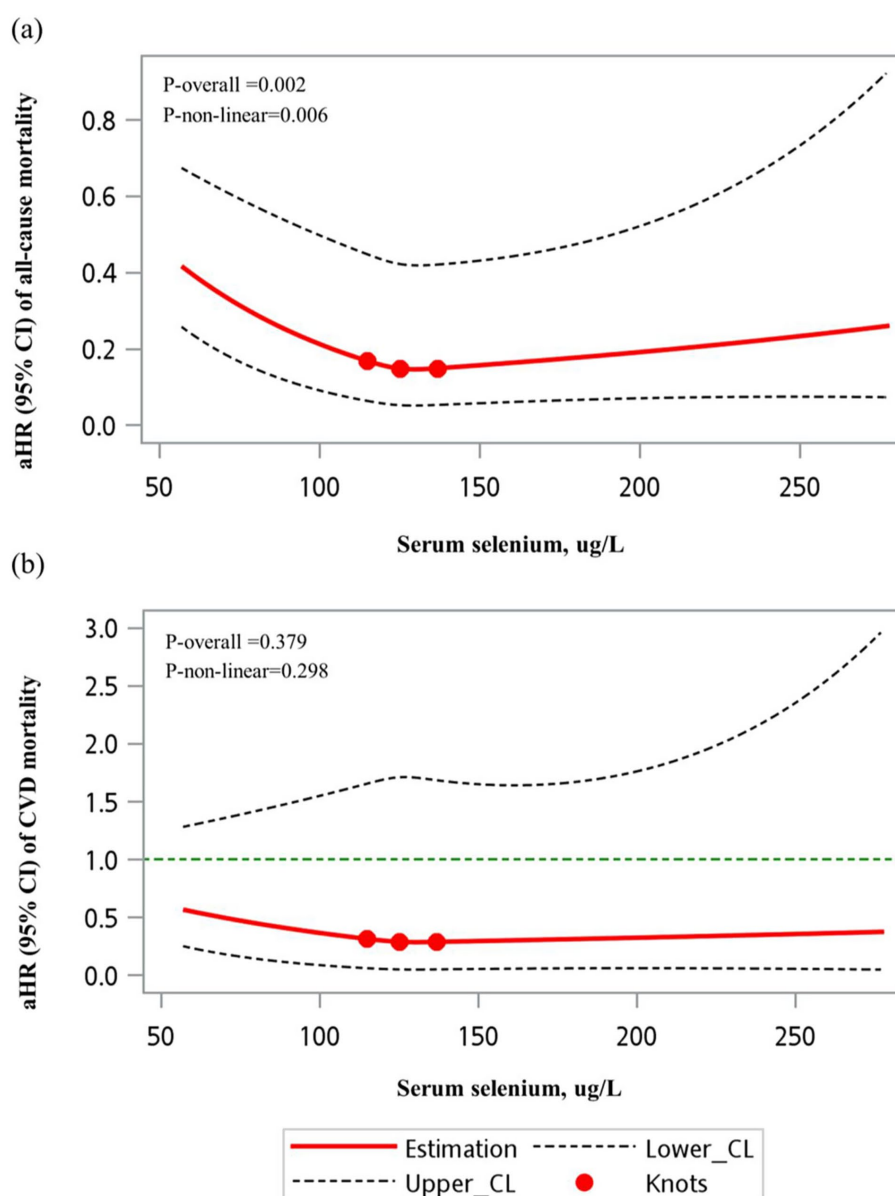 (a)
P-overall =0.002
P-non-linear=0.006
aHR (95% CI) of all-cause mortality
0.8
0.6
0.4
0.2
0.0
50 100 150 200 250
Serum selenium, ug/L
(b)
P-overall =0.379
P-non-linear=0.298
aHR (95% CI) of CVD mortality
3.0
2.5
2.0
1.5
1.0
0.5
0.0
50 100 150 200 250
Serum selenium, ug/L
Estimation Lower_CL
Upper_CL Knots